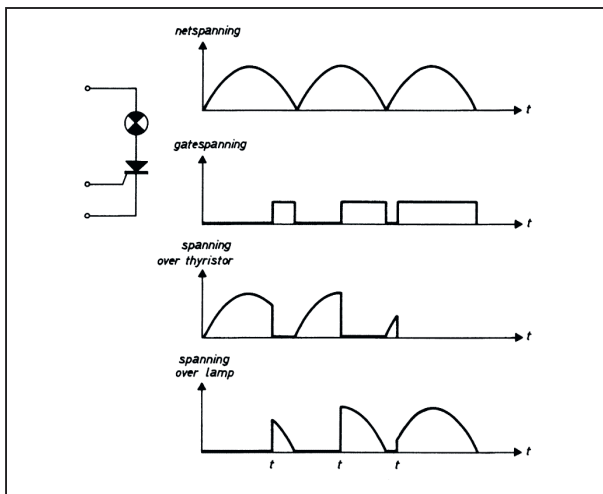 netspanning
t
gatespanning
t
spanning
over thyristor
t
spanning
over lamp
t
t
t
t